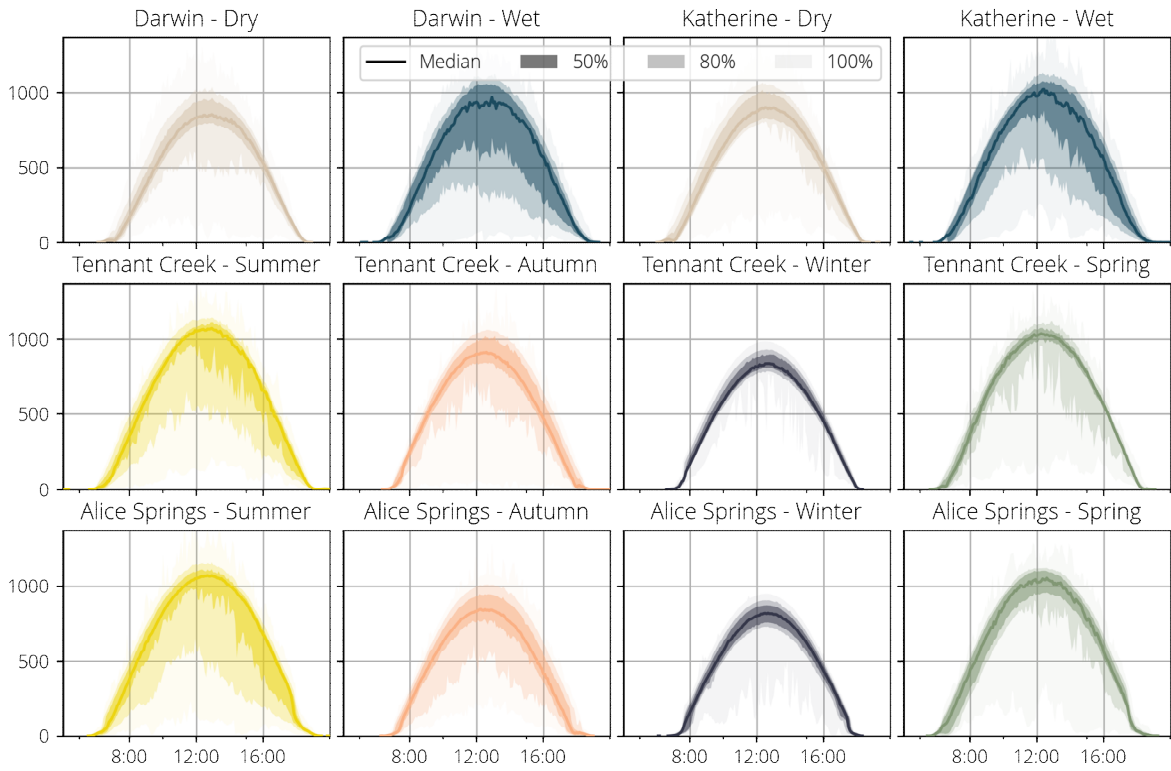 Darwin - Dry
Darwin - Wet
Katherine - Dry
Katherine - Wet
Median 50% 80% 100%
1000
500
0
Tennant Creek - Summer
Tennant Creek - Autumn
Tennant Creek - Winter
Tennant Creek - Spring
1000
500
0
Alice Springs - Summer
Alice Springs - Autumn
Alice Springs - Winter
Alice Springs - Spring
1000
500
0
8:00 12:00 16:00
8:00 12:00 16:00
8:00 12:00 16:00
8:00 12:00 16:00